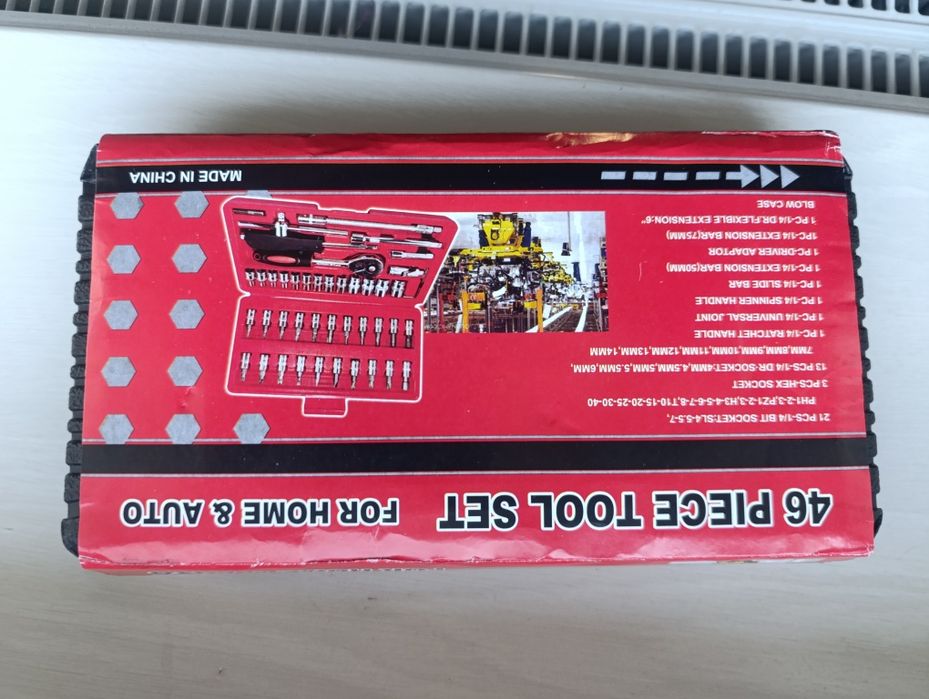 46 PIECE TOOL SET FOR HOME & AUTO
21 PCS-1/4 BIT SOCKET:SL4-5.5-7,
PH1-2-3,PZ1-2-3,H3-4-5-6-7-8,T10-15-20-25-30-40
3 PCS-HEX SOCKET
13 PCS-1/4 DR·SOCKET:4MM,4.5MM,5MM,5.5MM,6MM,
7MM,8MM,9MM,10MM,11MM,12MM,13MM,14MM
1 PC-1/4 RATCHET HANDLE
1 PC-1/4 UNIVERSAL JOINT
1 PC-1/4 SPINNER HANDLE
1 PC-1/4 SLIDE BAR
1 PC-1/4 EXTENSION BAR(50MM)
1 PC-DRIVER ADAPTOR
1PC-1/4 EXTENSION BAR(75MM)
1 PC-1/4 DR.FLEXIBLE EXTENSION:6"
BLOW CASE
MADE IN CHINA